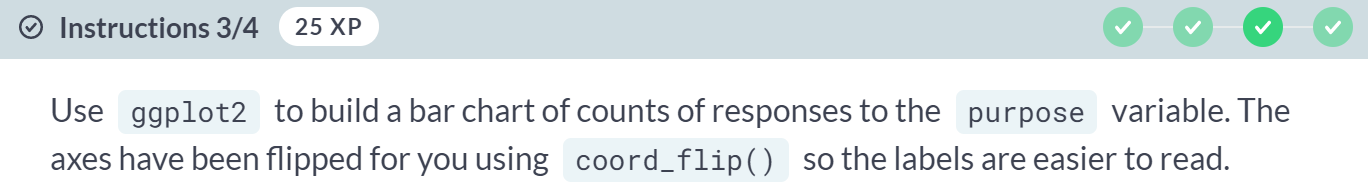 Instructions 3/4 25 XP
Use ggplot2 to build a bar chart of counts of responses to the purpose variable. The
axes have been flipped for you using coord_flip() so the labels are easier to read.